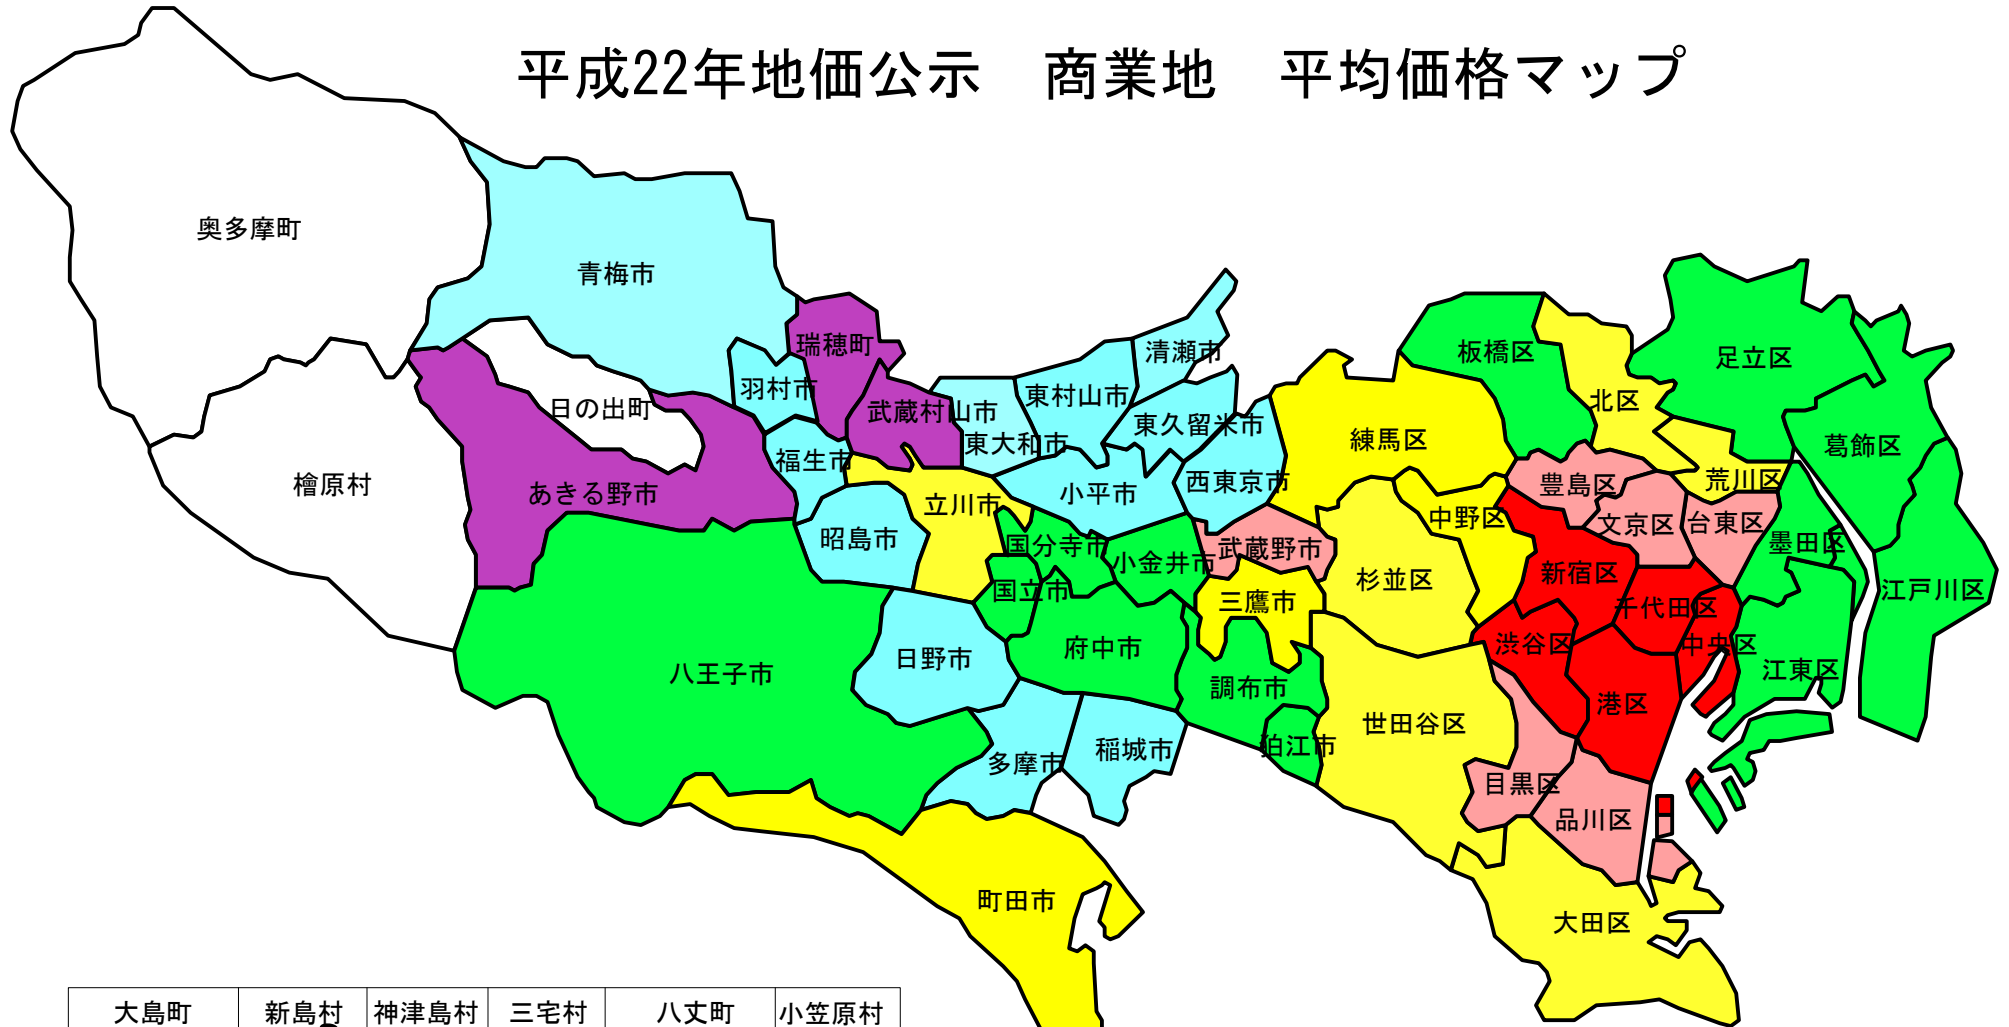 平成22年地価公示　商業地　平均価格マップ
奥多摩町
青梅市
瑞穂町
清瀬市
板橋区
足立区
羽村市
東村山市
北区
日の出町
武蔵村山市
東久留米市
練馬区
葛飾区
東大和市
福生市
檜原村
あきる野市
小平市
西東京市
豊島区
荒川区
立川市
中野区
文京区
台東区
昭島市
国分寺市
武蔵野市
墨田区
小金井市
杉並区
新宿区
国立市
三鷹市
千代田区
江戸川区
日野市
府中市
渋谷区
中央区
八王子市
調布市
江東区
港区
多摩市
稲城市
狛江市
世田谷区
目黒区
品川区
町田市
大田区
大島町　新島村　神津島村　三宅村　八丈町　小笠原村